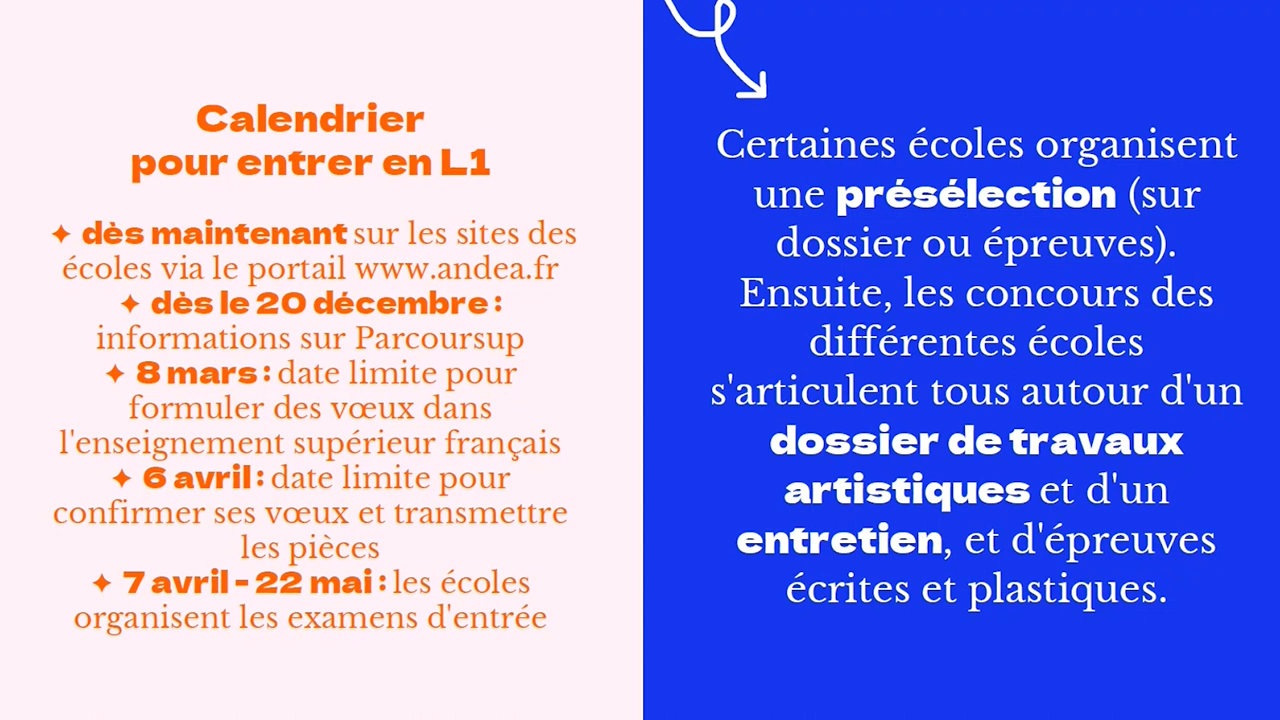 Calendrier
pour entrer en L1
✦ dès maintenant sur les sites des
écoles via le portail www.andea.fr
✦ dès le 20 décembre :
informations sur Parcoursup
✦ 8 mars : date limite pour
formuler des vœux dans
l'enseignement supérieur français
✦ 6 avril : date limite pour
confirmer ses vœux et transmettre
les pièces
✦ 7 avril - 22 mai : les écoles
organisent les examens d'entrée
Certaines écoles organisent
une présélection (sur
dossier ou épreuves).
Ensuite, les concours des
différentes écoles
s'articulent tous autour d'un
dossier de travaux
artistiques et d'un
entretien, et d'épreuves
écrites et plastiques.